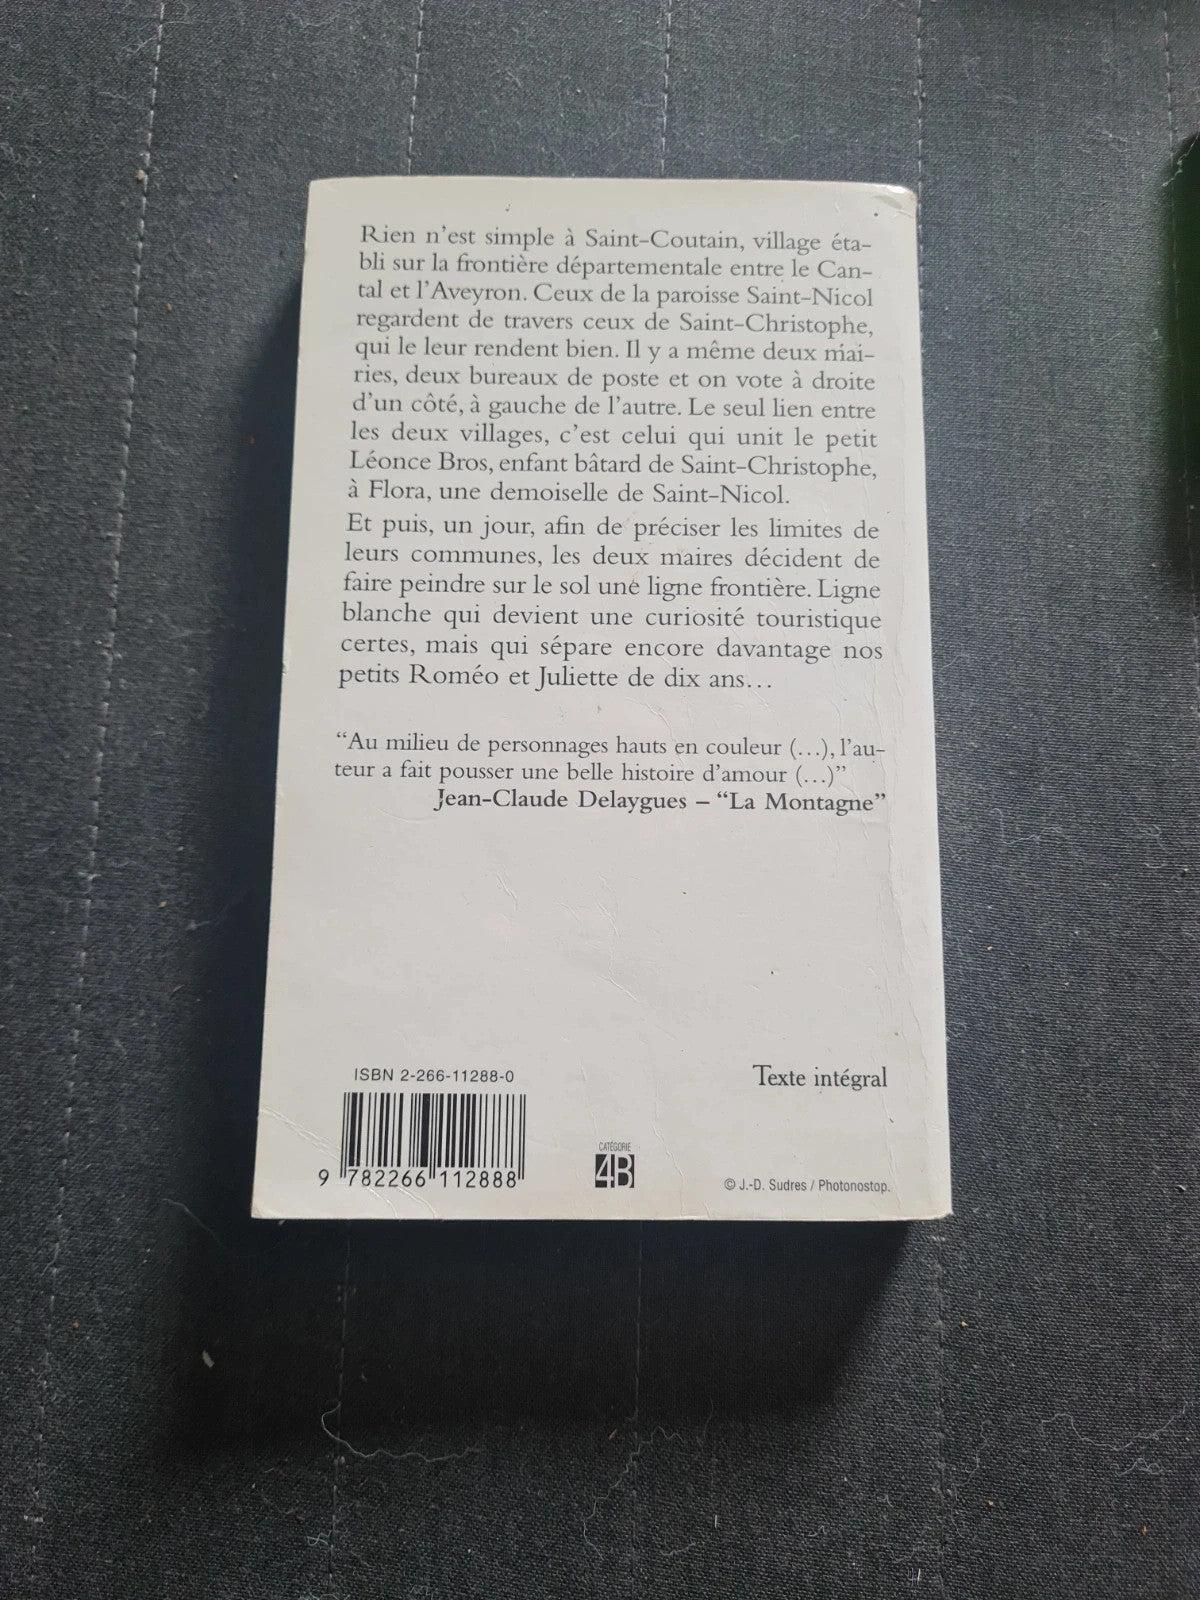 Rien n'est simple à Saint-Coutain, village éta-
bli sur la frontière départementale entre le Can-
tal et l'Aveyron. Ceux de la paroisse Saint-Nicol
regardent de travers ceux de Saint-Christophe,
qui le leur rendent bien. Il y a même deux mai-
ries, deux bureaux de poste et on vote à droite
d'un côté, à gauche de l'autre. Le seul lien entre
les deux villages, c'est celui qui unit le petit
Léonce Bros, enfant bâtard de Saint-Christophe,
à Flora, une demoiselle de Saint-Nicol.
Et puis, un jour, afin de préciser les limites de
leurs communes, les deux maires décident de
faire peindre sur le sol une ligne frontière. Ligne
blanche qui devient une curiosité touristique
certes, mais qui sépare encore davantage nos
petits Roméo et Juliette de dix ans…
“Au milieu de personnages hauts en couleur (…), l'au-
teur a fait pousser une belle histoire d'amour (…)”
Jean-Claude Delaygues – “La Montagne”
ISBN 2-266-11288-0
Texte intégral
9 782266 112888
CATÉGORIE
4B
© J.-D. Sudres / Photonostop.